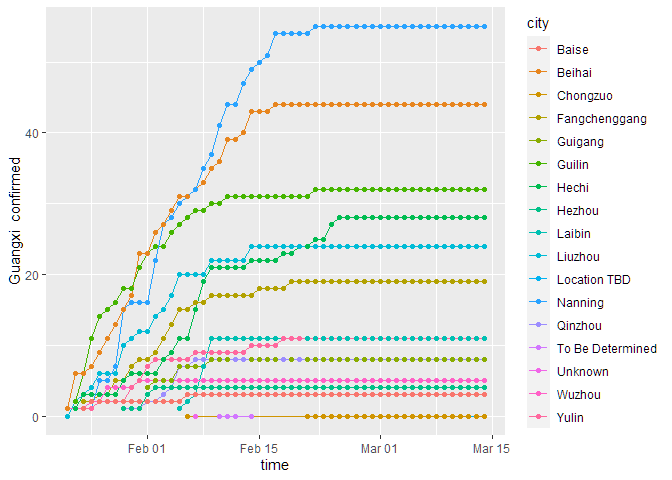 city
Baise
Beihai
Chongzuo
Fangchenggang
Guigang
Guilin
Hechi
Hezhou
Laibin
Liuzhou
Location TBD
Nanning
Qinzhou
To Be Determined
Unknown
Wuzhou
Yulin
Guangxi confirmed
40
20
0
Feb 01 Feb 15 Mar 01 Mar 15
time